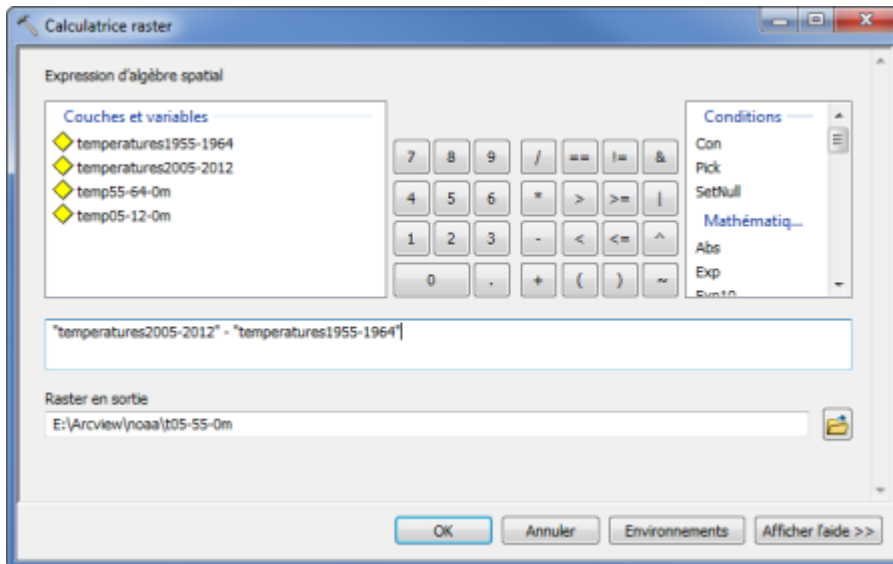 Calculatrice raster
Expression d'algèbre spatial
Couches et variables
temperatures1955-1964
temperatures2005-2012
temp55-64-0m
temp05-12-0m
7 8 9 / == != &
4 5 6 * > >= |
1 2 3 - < <= ^
0 . + ( ) ~
Conditions
Con
Pick
SetNull
Mathématiq...
Abs
Exp
Exp10
"temperatures2005-2012" - "temperatures1955-1964"
Raster en sortie
E:\Arcview\noaa\t05-55-0m
OK Annuler Environnements Afficher l'aide >>